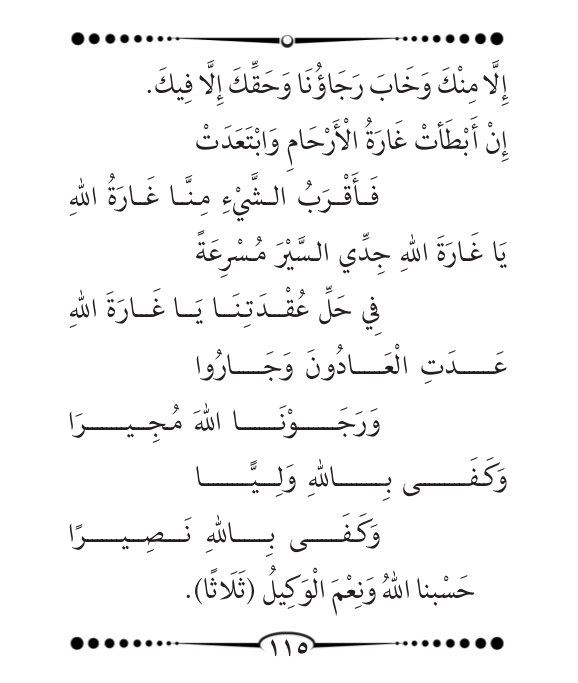 إِلَّا مِنْكَ وَخَابَ رَجَاؤُنَا وَحَقِّكَ إِلَّا فِيكَ.
إِنْ أَبْطَأَتْ غَارَةُ الْأَرْحَامِ وَابْتَعَدَتْ
فَأَقْرَبُ الشَّيْءِ مِنَّا غَارَةُ اللهِ
يَا غَارَةَ اللهِ جِدِّي السَّيْرَ مُسْرِعَةً
فِي حَلِّ عُقْدَتِنَا يَا غَارَةَ اللهِ
عَدَتِ الْعَادُونَ وَجَارُوا
وَرَجَوْنَا اللهَ مُجِيرَا
وَكَفَى بِاللهِ وَلِيًّا
وَكَفَى بِاللهِ نَصِيرًا
حَسْبنا اللهُ وَنِعْمَ الْوَكِيلُ (ثَلَاثًا).
١١٥